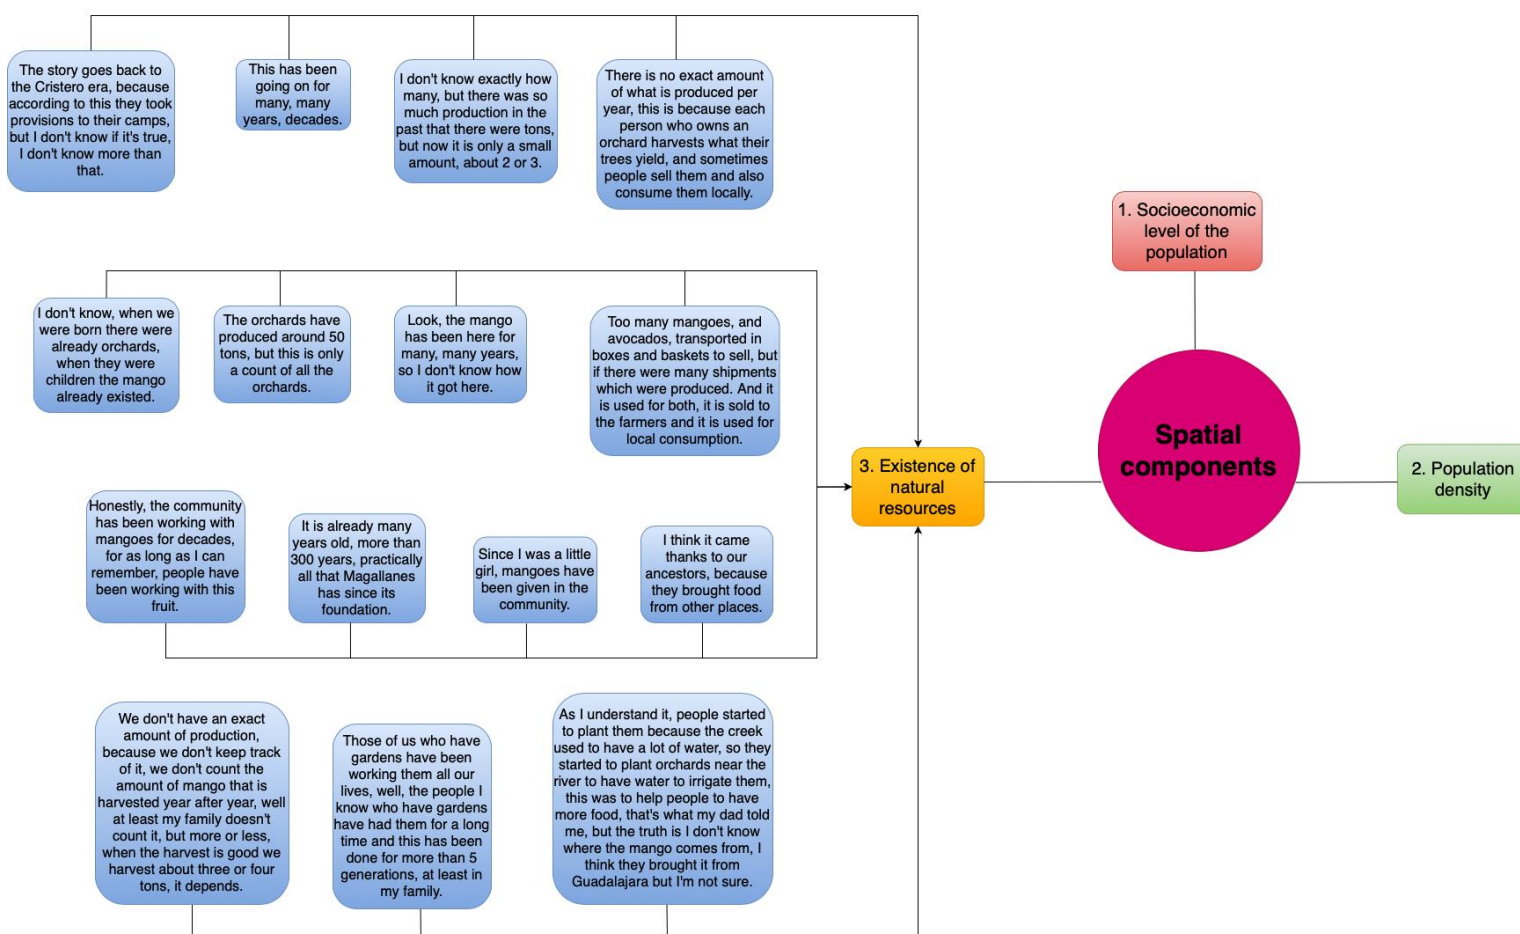 The story goes back to
the Cristero era, because
according to this they took
provisions to their camps,
but I don't know if it's true,
I don't know more than
that.
This has been
going on for
many, many
years, decades.
I don't know exactly how
many, but there was so
much production in the
past that there were tons,
but now it is only a small
amount, about 2 or 3.
There is no exact amount
of what is produced per
year, this is because each
person who owns an
orchard harvests what their
trees yield, and sometimes
people sell them and also
consume them locally.
1. Socioeconomic
level of the
population
I don't know, when we
were born there were
already orchards,
when they were
children the mango
already existed.
The orchards have
produced around 50
tons, but this is only
a count of all the
orchards.
Look, the mango
has been here for
many, many years,
so I don't know how
it got here.
Too many mangoes, and
avocados, transported in
boxes and baskets to sell, but
if there were many shipments
which were produced. And it
is used for both, it is sold to
the farmers and it is used for
local consumption.
Spatial
components
3. Existence of
natural
resources
2. Population
density
Honestly, the community
has been working with
mangoes for decades,
for as long as I can
remember, people have
been working with this
fruit.
It is already many
years old, more than
300 years, practically
all that Magallanes
has since its
foundation.
Since I was a little
girl, mangoes have
been given in the
community.
I think it came
thanks to our
ancestors, because
they brought food
from other places.
We don't have an exact
amount of production,
because we don't keep track
of it, we don't count the
amount of mango that is
harvested year after year, well
at least my family doesn't
count it, but more or less,
when the harvest is good we
harvest about three or four
tons, it depends.
Those of us who have
gardens have been
working them all our
lives, well, the people I
know who have gardens
have had them for a long
time and this has been
done for more than 5
generations, at least in
my family.
As I understand it, people started
to plant them because the creek
used to have a lot of water, so they
started to plant orchards near the
river to have water to irrigate them,
this was to help people to have
more food, that's what my dad told
me, but the truth is I don't know
where the mango comes from, I
think they brought it from
Guadalajara but I'm not sure.